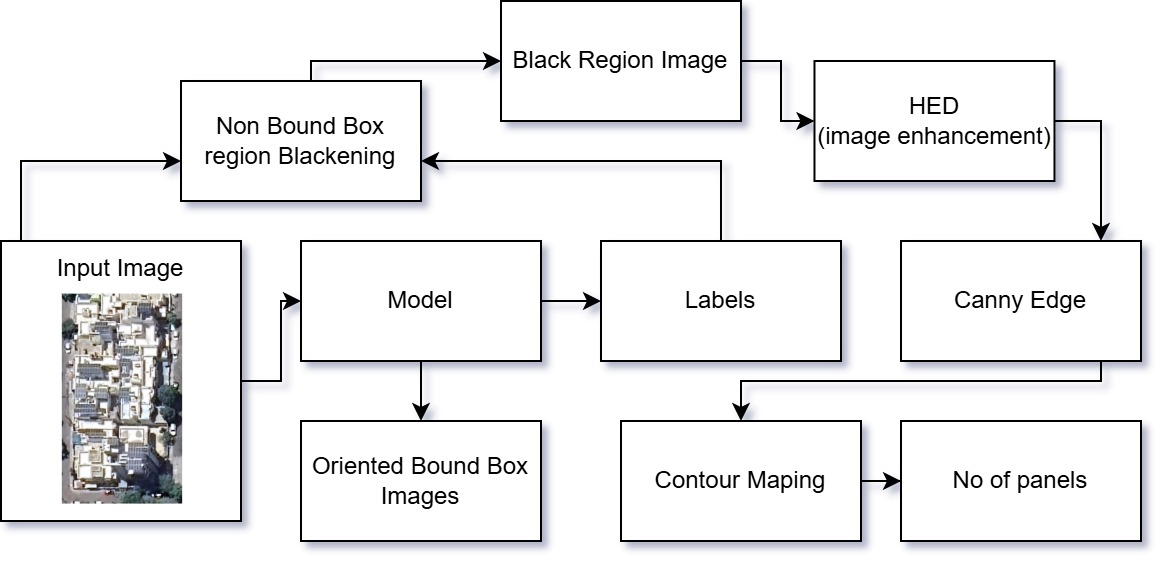 Black Region Image
HED
(image enhancement)
Non Bound Box
region Blackening
Input Image
Model
Labels
Canny Edge
Oriented Bound Box
Images
Contour Maping
No of panels